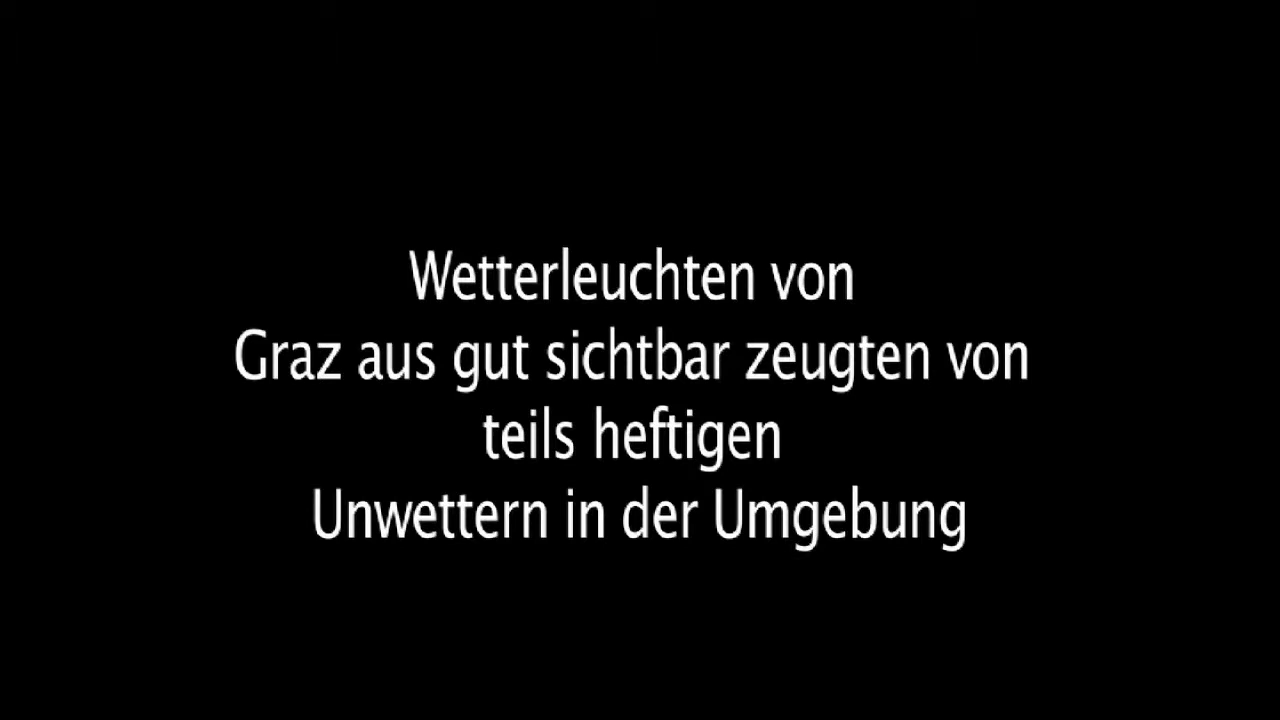 Wetterleuchten von
Graz aus gut sichtbar zeugten von
teils heftigen
Unwettern in der Umgebung